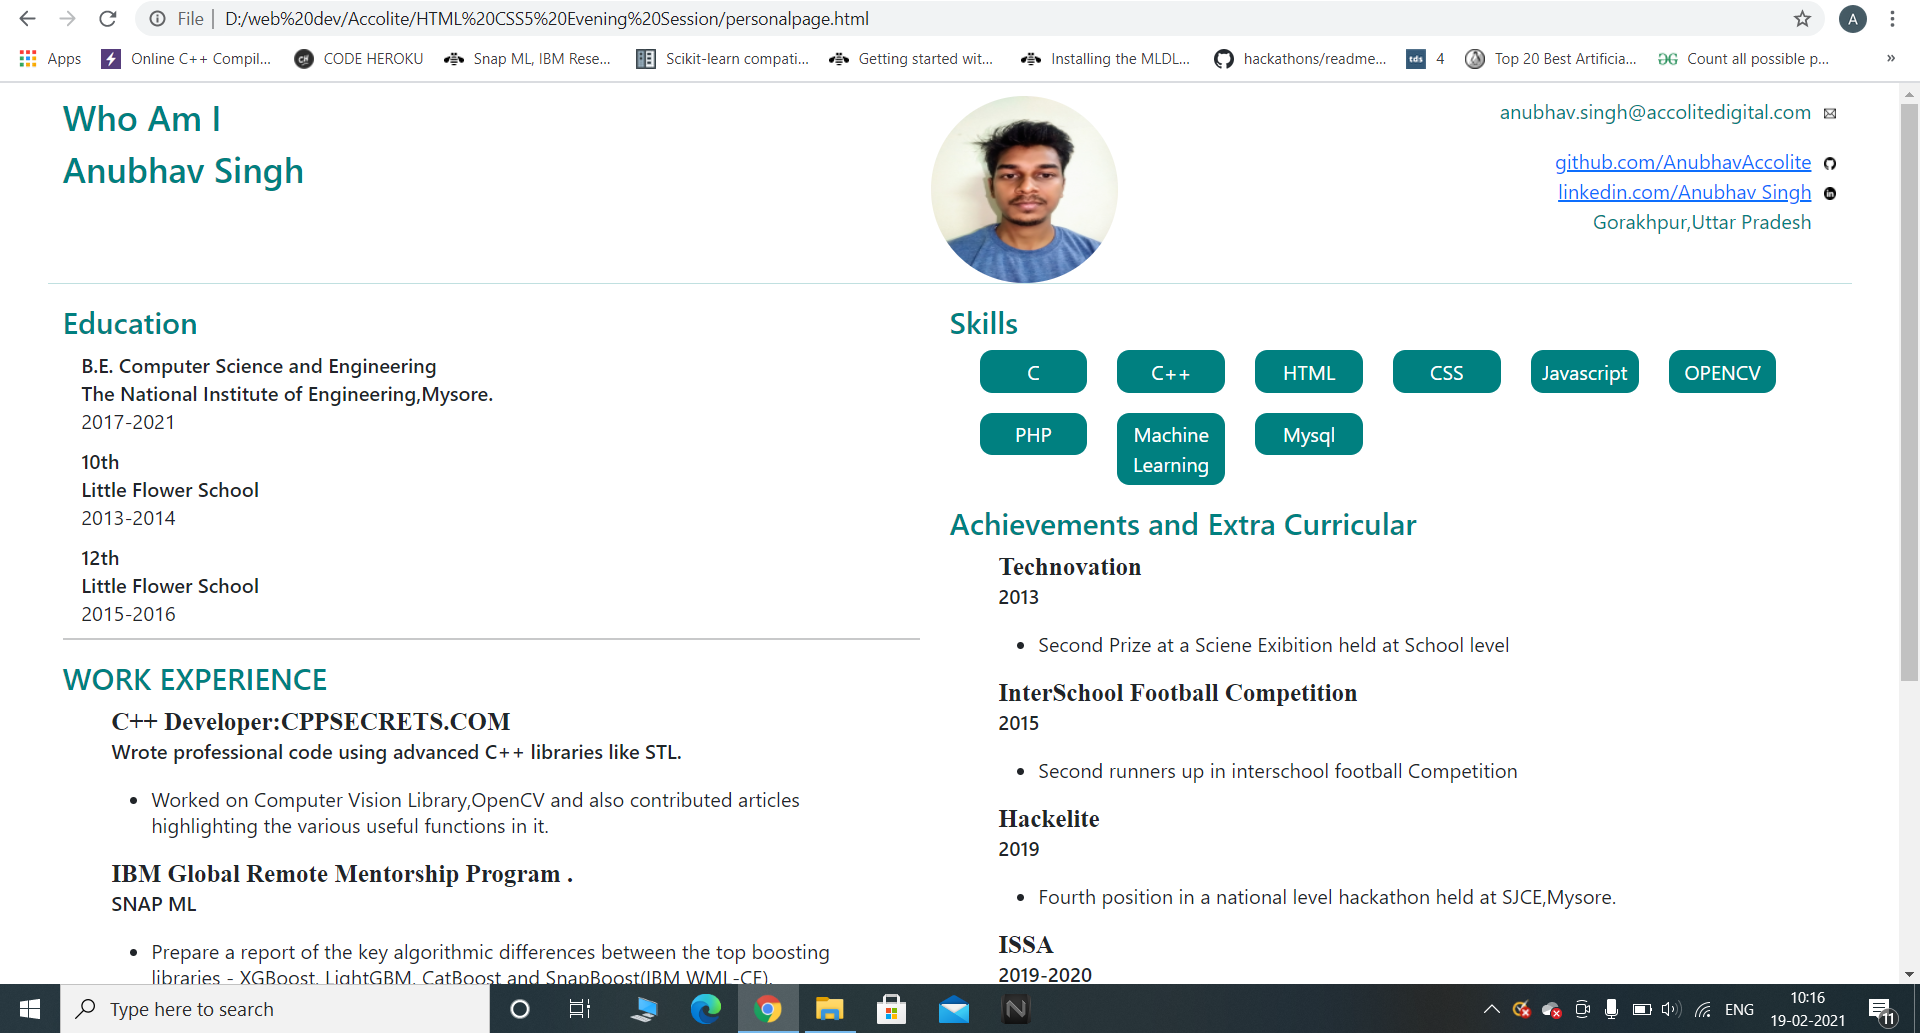 File | D:/web%20dev/Accolite/HTML%20CSS5%20Evening%20Session/personalpage.html
A
Apps
Online C++ Compil...
CODE HEROKU
Snap ML, IBM Rese...
Scikit-learn compati...
Getting started wit...
Installing the MLDL...
hackathons/readme...
tds 4
Top 20 Best Artificia...
Count all possible p...
»
Who Am I
Anubhav Singh
anubhav.singh@accolitedigital.com
github.com/AnubhavAccolite
linkedin.com/Anubhav Singh
Gorakhpur,Uttar Pradesh
Education
B.E. Computer Science and Engineering
The National Institute of Engineering,Mysore.
2017-2021
10th
Little Flower School
2013-2014
12th
Little Flower School
2015-2016
WORK EXPERIENCE
C++ Developer:CPPSECRETS.COM
Wrote professional code using advanced C++ libraries like STL.
• Worked on Computer Vision Library,OpenCV and also contributed articles
highlighting the various useful functions in it.
IBM Global Remote Mentorship Program .
SNAP ML
• Prepare a report of the key algorithmic differences between the top boosting
libraries - XGBoost, LightGBM, CatBoost and SnapBoost(IBM WML-CE).
Skills
C
C++
HTML
CSS
Javascript
OPENCV
PHP
Machine
Learning
Mysql
Achievements and Extra Curricular
Technovation
2013
• Second Prize at a Sciene Exibition held at School level
InterSchool Football Competition
2015
• Second runners up in interschool football Competition
Hackelite
2019
• Fourth position in a national level hackathon held at SJCE,Mysore.
ISSA
2019-2020
Type here to search
ENG
10:16
19-02-2021
11